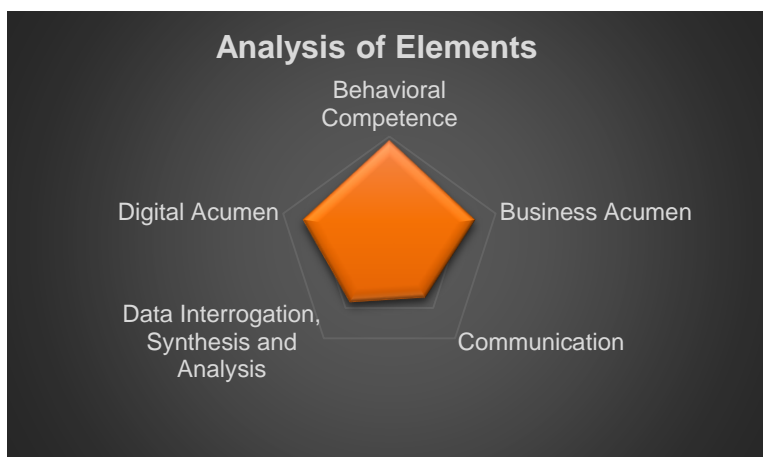 Analysis of Elements
Behavioral
Competence
Digital Acumen
Business Acumen
Data Interrogation,
Synthesis and
Analysis
Communication